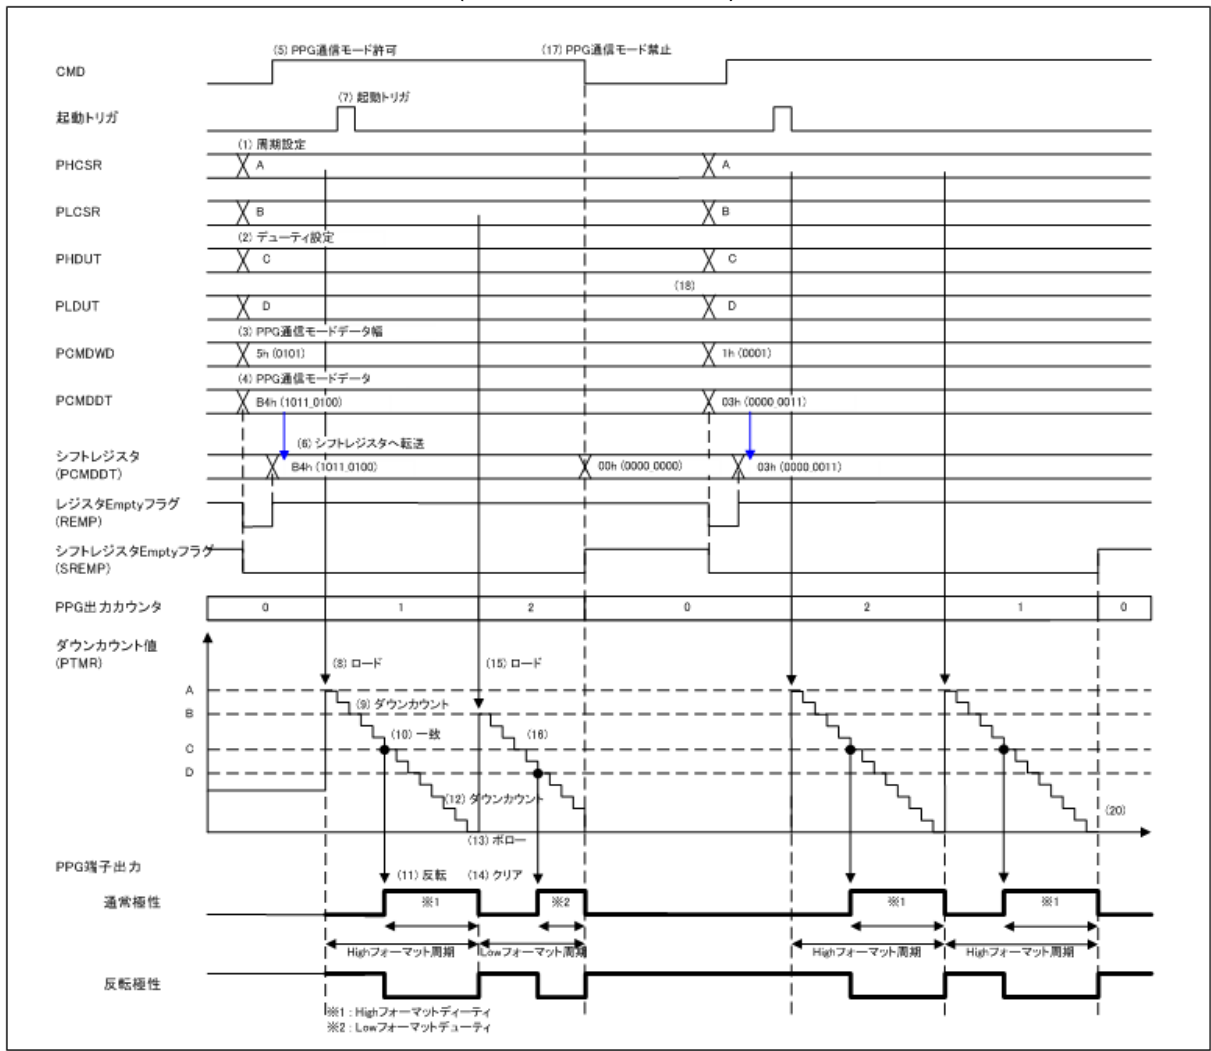 (5) PPG通信モード許可
(17) PPG通信モード禁止
CMD
(7) 起動トリガ
起動トリガ
(1) 周期設定
PHCSR
A
A
PLCSR
B
B
(2) デューティ設定
PHDUT
C
C
(18)
PLDUT
D
D
(3) PPG通信モードデータ幅
PCMDWD
5h (0101)
1h (0001)
(4) PPG通信モードデータ
PCMDDT
B4h (1011_0100)
03h (0000_0011)
(6) シフトレジスタへ転送
シフトレジスタ
(PCMDDT)
B4h (1011_0100)
00h (0000_0000)
03h (0000_0011)
レジスタEmptyフラグ
(REMP)
シフトレジスタEmptyフラグ
(SREMP)
PPG出力カウンタ
0
1
2
0
2
1
0
ダウンカウント値
(PTMR)
(8) ロード
(15) ロード
A
(9) ダウンカウント
B
(10) 一致
(16)
C
D
(12) ダウンカウント
(20)
(13) ボロー
PPG端子出力
(11) 反転
(14) クリア
通常極性
※1
※2
※1
※1
Highフォーマット周期
Lowフォーマット周期
Highフォーマット周期
Highフォーマット周期
反転極性
※1 : Highフォーマットディーティ
※2 : Lowフォーマットデューティ